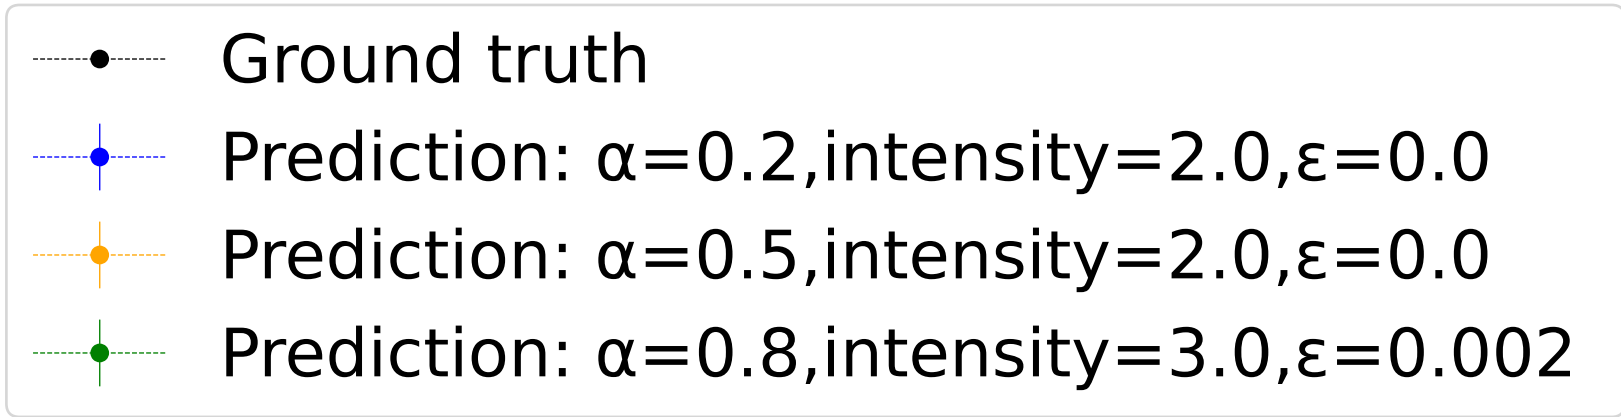 Ground truth
Prediction: α=0.2,intensity=2.0,ε=0.0
Prediction: α=0.5,intensity=2.0,ε=0.0
Prediction: α=0.8,intensity=3.0,ε=0.002